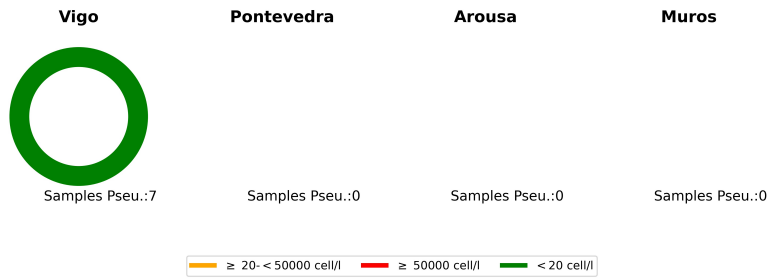 Vigo Pontevedra Arousa Muros
Samples Pseu.:7 Samples Pseu.:0 Samples Pseu.:0 Samples Pseu.:0
≥ 20-<50000 cell/l ≥ 50000 cell/l <20 cell/l